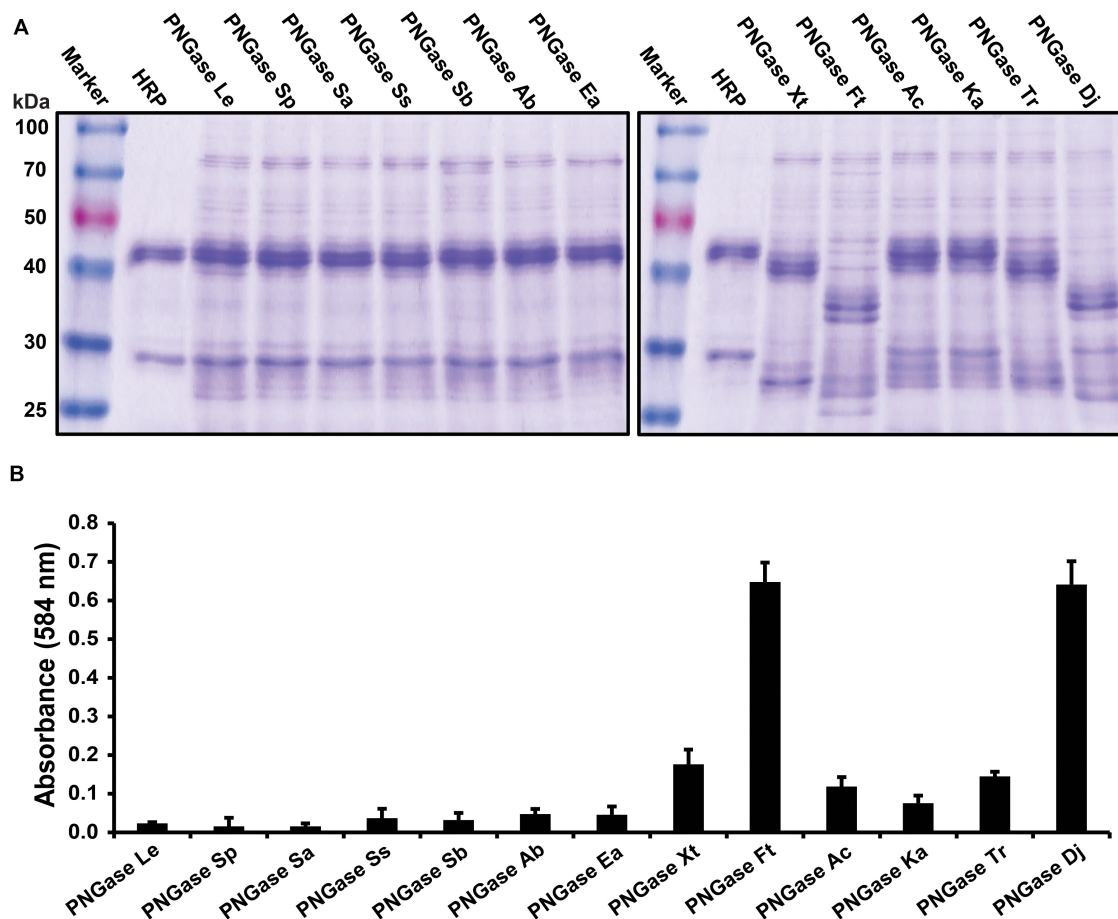 A
Marker
HRP
PNGase Le
PNGase Sp
PNGase Sa
PNGase Ss
PNGase Sb
PNGase Ab
PNGase Ea
Marker
HRP
PNGase Xt
PNGase Ft
PNGase Ac
PNGase Ka
PNGase Tr
PNGase Dj
kDa
100
70
50
40
30
25
B
Absorbance (584 nm)
0.8
0.7
0.6
0.5
0.4
0.3
0.2
0.1
0.0
PNGase Le
PNGase Sp
PNGase Sa
PNGase Ss
PNGase Sb
PNGase Ab
PNGase Ea
PNGase Xt
PNGase Ft
PNGase Ac
PNGase Ka
PNGase Tr
PNGase Dj